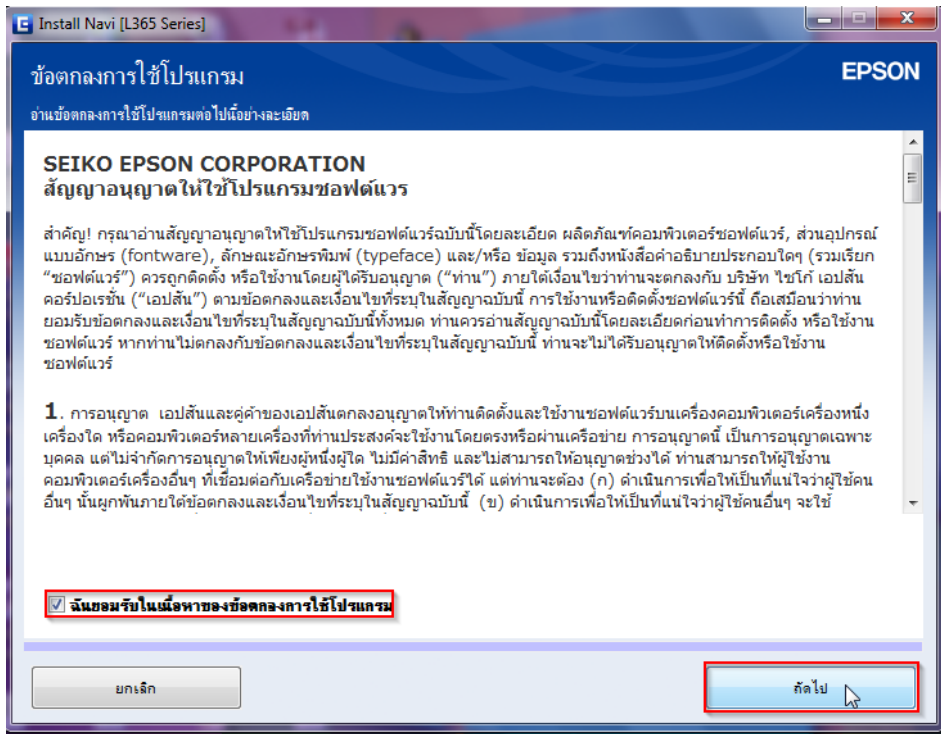 Install Navi [L365 Series]
ข้อตกลงการใช้โปรแกรม
EPSON
อ่านข้อตกลงการใช้โปรแกรมต่อไปนี้อย่างละเอียด
SEIKO EPSON CORPORATION
สัญญาอนุญาตให้ใช้โปรแกรมซอฟต์แวร
สำคัญ! กรุณาอ่านสัญญาอนุญาตให้ใช้โปรแกรมซอฟต์แวร์ฉบับนี้โดยละเอียด ผลิตภัณฑ์คอมพิวเตอร์ซอฟต์แวร์, ส่วนอุปกรณ์
แบบอักษร (fontware), ลักษณะอักษรพิมพ์ (typeface) และ/หรือ ข้อมูล รวมถึงหนังสือคำอธิบายประกอบใดๆ (รวมเรียก
“ซอฟต์แวร์”) ควรถูกติดตั้ง หรือใช้งานโดยผู้ได้รับอนุญาต (“ท่าน”) ภายใต้เงื่อนไขว่าท่านจะตกลงกับ บริษัท ไซโก้ เอปสัน
คอร์ปอเรชั่น (“เอปสัน”) ตามข้อตกลงและเงื่อนไขที่ระบุในสัญญาฉบับนี้ การใช้งานหรือติดตั้งซอฟต์แวร์นี้ ถือเสมือนว่าท่าน
ยอมรับข้อตกลงและเงื่อนไขที่ระบุในสัญญาฉบับนี้ทั้งหมด ท่านควรอ่านสัญญาฉบับนี้โดยละเอียดก่อนทำการติดตั้ง หรือใช้งาน
ซอฟต์แวร์ หากท่านไม่ตกลงกับข้อตกลงและเงื่อนไขที่ระบุในสัญญาฉบับนี้ ท่านจะไม่ได้รับอนุญาตให้ติดตั้งหรือใช้งาน
ซอฟต์แวร์
1. การอนุญาต เอปสันและคู่ค้าของเอปสันตกลงอนุญาตให้ท่านติดตั้งและใช้งานซอฟต์แวร์บนเครื่องคอมพิวเตอร์เครื่องหนึ่ง
เครื่องใด หรือคอมพิวเตอร์หลายเครื่องที่ท่านประสงค์จะใช้งานโดยตรงหรือผ่านเครือข่าย การอนุญาตนี้ เป็นการอนุญาตเฉพาะ
บุคคล แต่ไม่จำกัดการอนุญาตให้เพียงผู้หนึ่งผู้ใด ไม่มีค่าสิทธิ และไม่สามารถให้อนุญาตช่วงได้ ท่านสามารถให้ผู้ใช้งาน
คอมพิวเตอร์เครื่องอื่นๆ ที่เชื่อมต่อกับเครือข่ายใช้งานซอฟต์แวร์ได้ แต่ท่านจะต้อง (ก) ดำเนินการเพื่อให้เป็นที่แน่ใจว่าผู้ใช้คน
อื่นๆ นั้นผูกพันภายใต้ข้อตกลงและเงื่อนไขที่ระบุในสัญญาฉบับนี้ (ข) ดำเนินการเพื่อให้เป็นที่แน่ใจว่าผู้ใช้คนอื่นๆ จะใช้
ฉันยอมรับในเนื้อหาของข้อตกลงการใช้โปรแกรม
ยกเลิก
ถัดไป